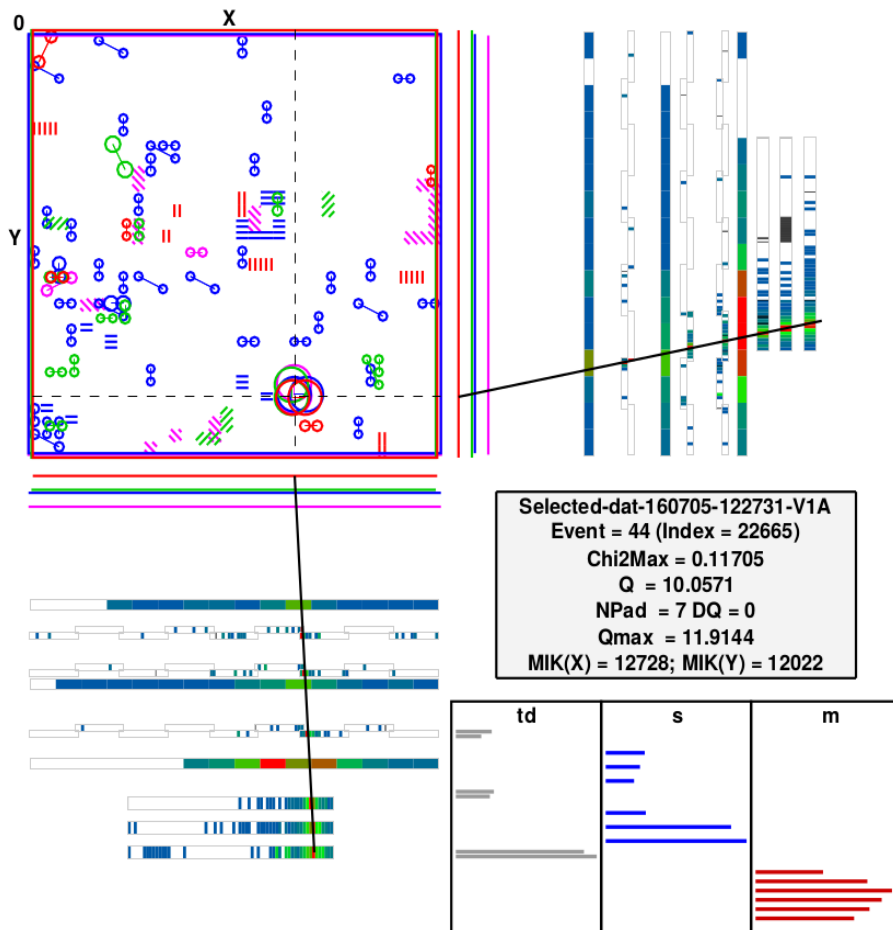 0
X
Y
Selected-dat-160705-122731-V1A
Event = 44 (Index = 22665)
Chi2Max = 0.11705
Q = 10.0571
NPad = 7 DQ = 0
Qmax = 11.9144
MIK(X) = 12728; MIK(Y) = 12022
td s m